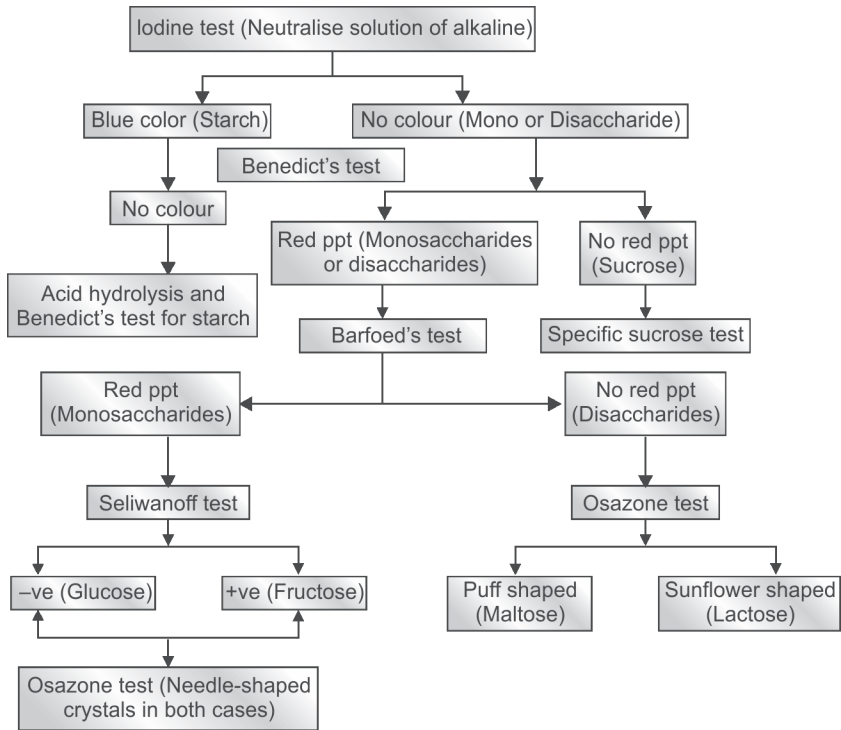 Iodine test (Neutralise solution of alkaline)
Blue color (Starch)
No colour (Mono or Disaccharide)
Benedict's test
No colour
Red ppt (Monosaccharides
or disaccharides)
No red ppt
(Sucrose)
Acid hydrolysis and
Benedict's test for starch
Barfoed's test
Specific sucrose test
Red ppt
(Monosaccharides)
No red ppt
(Disaccharides)
Seliwanoff test
Osazone test
–ve (Glucose)
+ve (Fructose)
Puff shaped
(Maltose)
Sunflower shaped
(Lactose)
Osazone test (Needle-shaped
crystals in both cases)